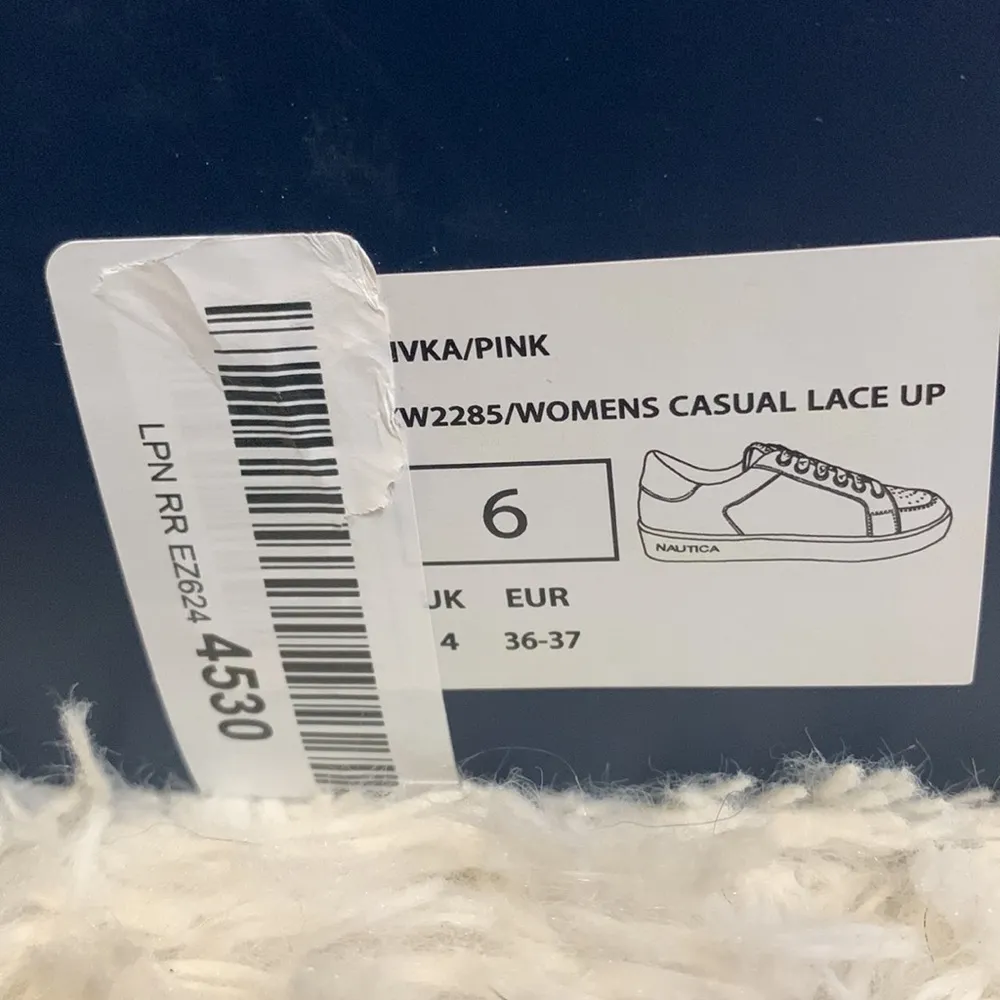 LPN RR EZ624 4530
IVKA/PINK
W2285/WOMENS CASUAL LACE UP
6
NAUTICA
UK EUR
4 36-37